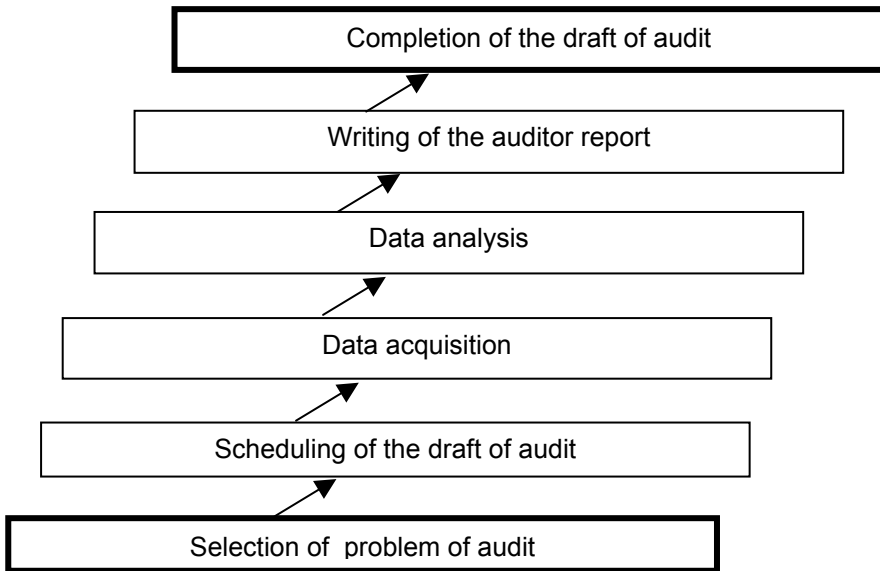 Completion of the draft of audit
Writing of the auditor report
Data analysis
Data acquisition
Scheduling of the draft of audit
Selection of problem of audit